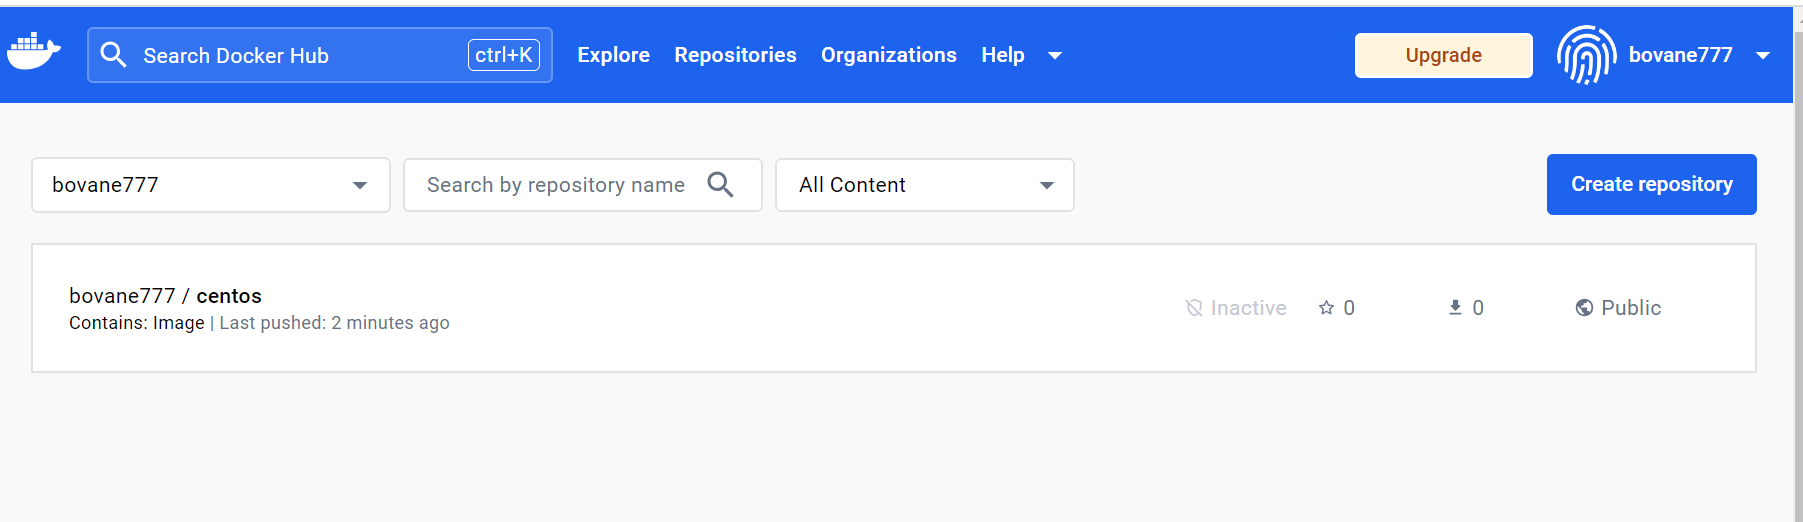 Search Docker Hub ctrl+K Explore Repositories Organizations Help Upgrade bovane777
bovane777 Search by repository name All Content Create repository
bovane777 / centos
Contains: Image | Last pushed: 2 minutes ago
Inactive 0 0 Public